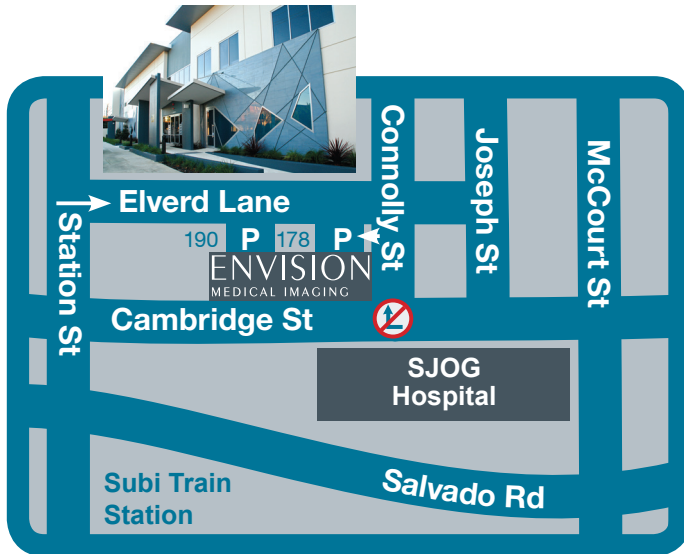 Connolly St
Joseph St
McCourt St
Elverd Lane
Station St
190 P 178 P
ENVISION
MEDICAL IMAGING
Cambridge St
SJOG
Hospital
Salvado Rd
Subi Train
Station